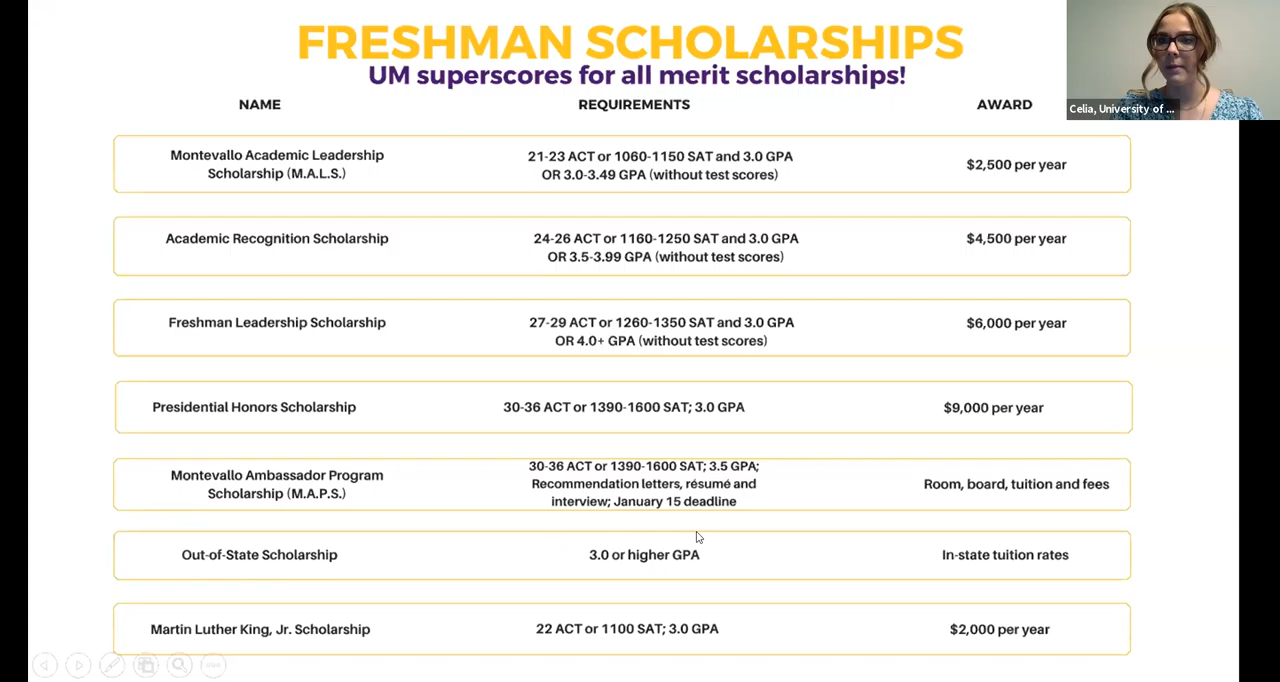 FRESHMAN SCHOLARSHIPS
UM superscores for all merit scholarships!
Celia, University of ...
NAME REQUIREMENTS AWARD
Montevallo Academic Leadership
Scholarship (M.A.L.S.)
21-23 ACT or 1060-1150 SAT and 3.0 GPA
OR 3.0-3.49 GPA (without test scores)
$2,500 per year
Academic Recognition Scholarship
24-26 ACT or 1160-1250 SAT and 3.0 GPA
OR 3.5-3.99 GPA (without test scores)
$4,500 per year
Freshman Leadership Scholarship
27-29 ACT or 1260-1350 SAT and 3.0 GPA
OR 4.0+ GPA (without test scores)
$6,000 per year
Presidential Honors Scholarship
30-36 ACT or 1390-1600 SAT; 3.0 GPA
$9,000 per year
Montevallo Ambassador Program
Scholarship (M.A.P.S.)
30-36 ACT or 1390-1600 SAT; 3.5 GPA;
Recommendation letters, résumé and
interview; January 15 deadline
Room, board, tuition and fees
Out-of-State Scholarship
3.0 or higher GPA
In-state tuition rates
Martin Luther King, Jr. Scholarship
22 ACT or 1100 SAT; 3.0 GPA
$2,000 per year